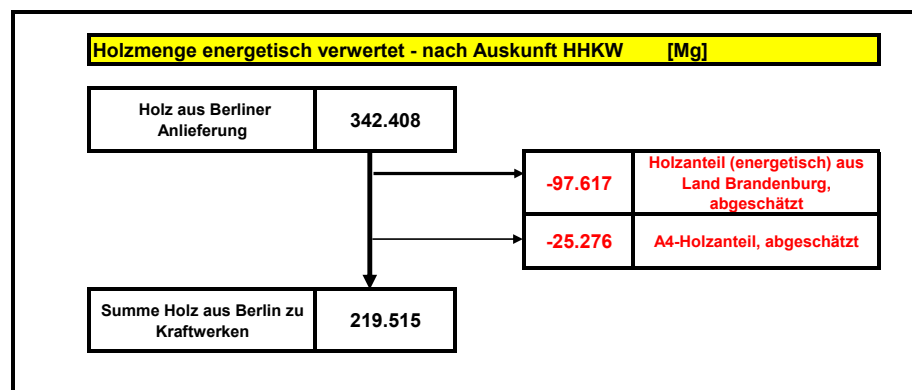 Holzmenge energetisch verwertet - nach Auskunft HHKW [Mg]
Holz aus Berliner
Anlieferung
342.408
-97.617
Holzanteil (energetisch) aus
Land Brandenburg,
abgeschätzt
-25.276
A4-Holzanteil, abgeschätzt
Summe Holz aus Berlin zu
Kraftwerken
219.515